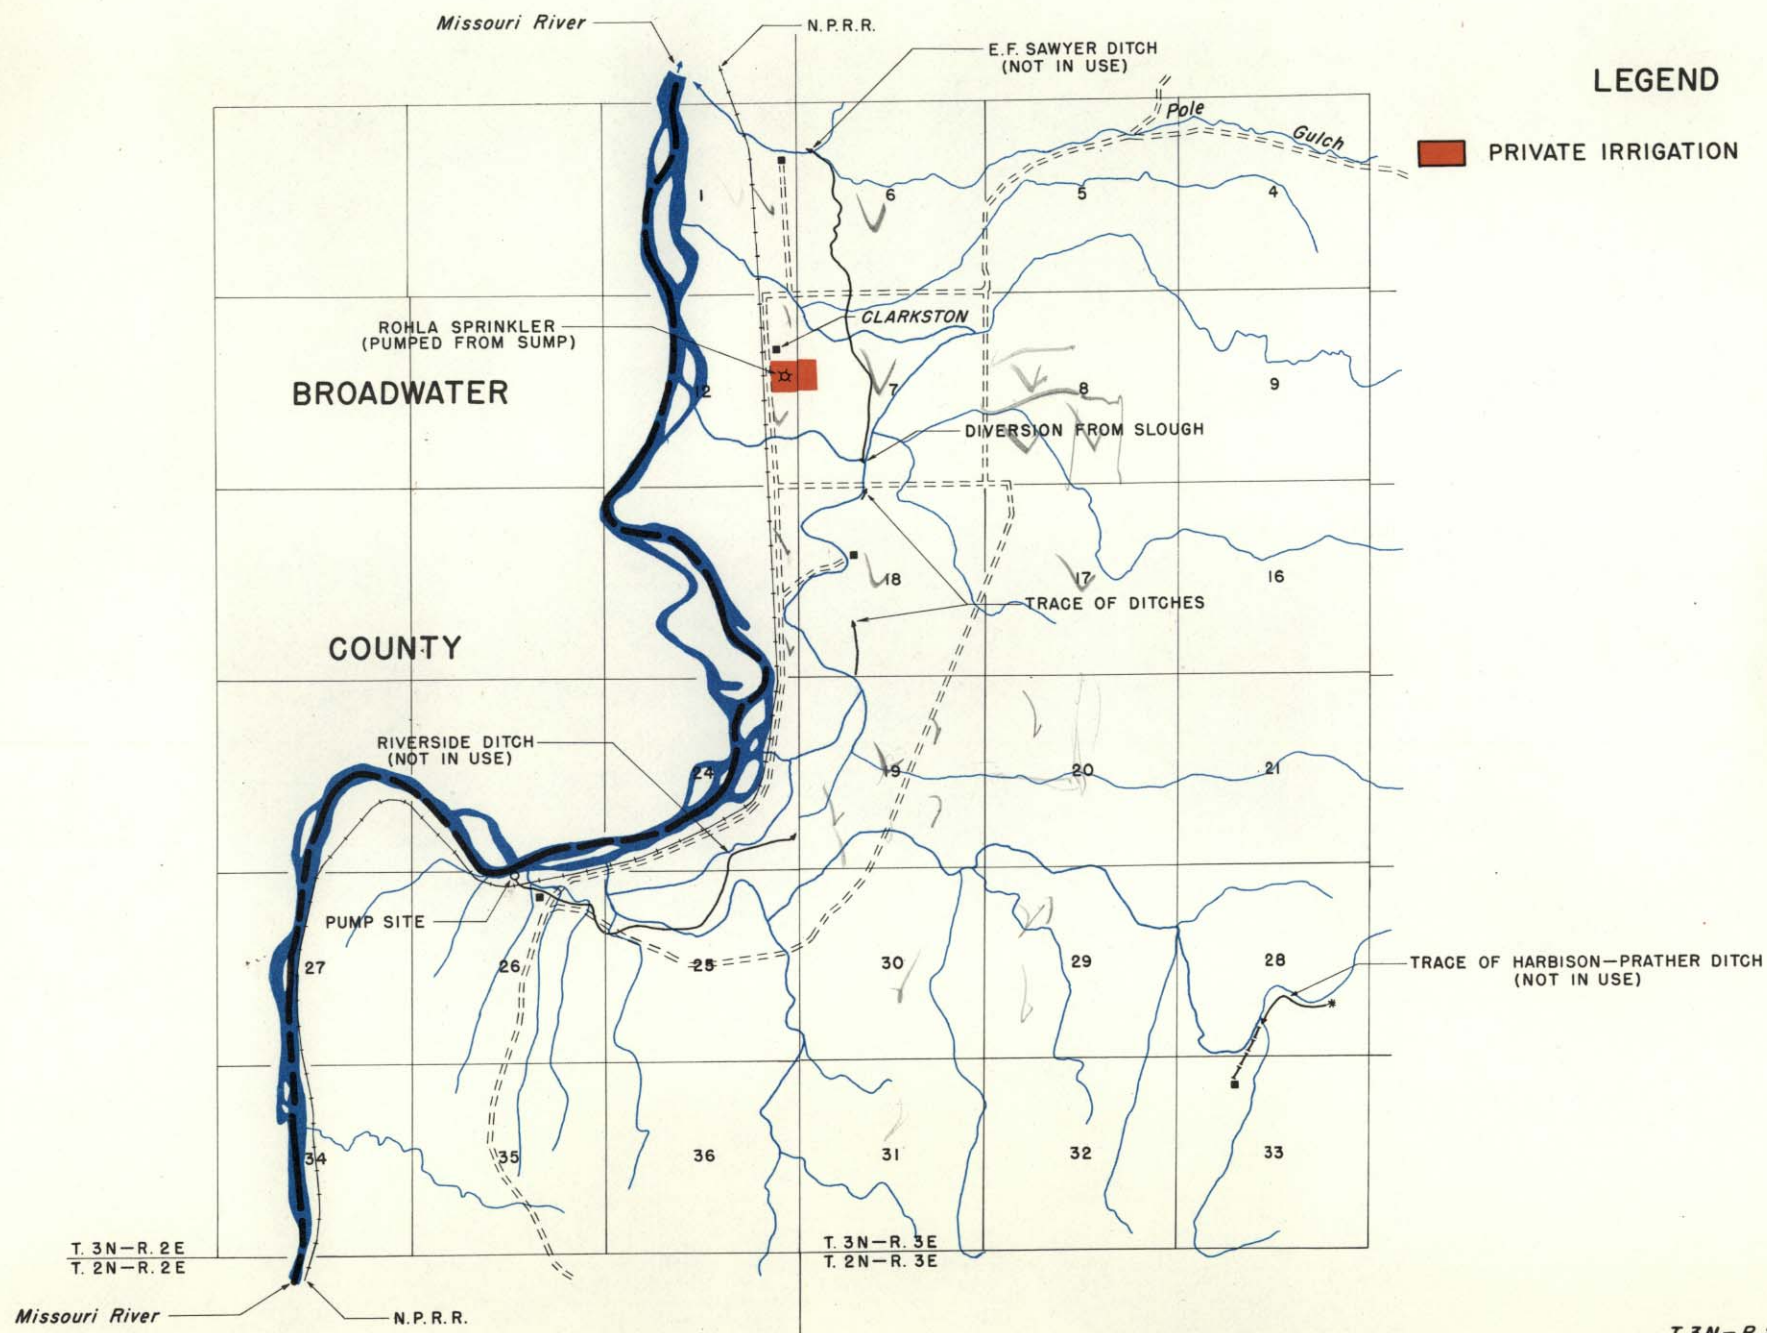 Missouri River
N.P.R.R.
E.F. SAWYER DITCH
(NOT IN USE)
LEGEND
PRIVATE IRRIGATION
Pole
Gulch
1
6
5
4
ROHLA SPRINKLER
(PUMPED FROM SUMP)
CLARKSTON
BROADWATER
12
7
8
9
DIVERSION FROM SLOUGH
18
17
16
TRACE OF DITCHES
COUNTY
RIVERSIDE DITCH
(NOT IN USE)
24
19
20
21
PUMP SITE
27
26
25
30
29
28
TRACE OF HARBISON—PRATHER DITCH
(NOT IN USE)
34
35
36
31
32
33
T. 3N—R. 2E
T. 2N—R. 2E
T. 3N—R. 3E
T. 2N—R. 3E
Missouri River
N.P.R.R.